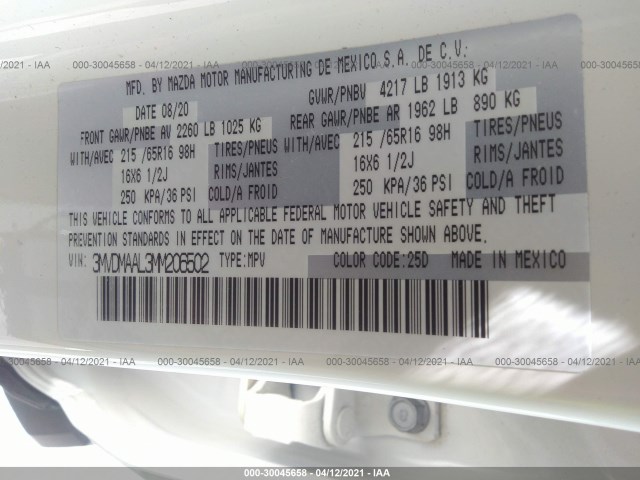 000-30045658 - 04/12/2021 - IAA
MFD. BY MAZDA MOTOR MANUFACTURING DE MEXICO S.A. DE C.V.:
DATE 08/20
GVWR/PNBV 4217 LB 1913 KG
FRONT GAWR/PNBE AV 2260 LB 1025 KG
REAR GAWR/PNBE AR 1962 LB 890 KG
WITH/AVEC 215 /65R16 98H TIRES/PNEUS WITH/AVEC 215 /65R16 98H TIRES/PNEUS
16X6 1/2J RIMS/JANTES 16X6 1/2J RIMS/JANTES
250 KPA/36 PSI COLD/A FROID 250 KPA/36 PSI COLD/A FROID
THIS VEHICLE CONFORMS TO ALL APPLICABLE FEDERAL MOTOR VEHICLE SAFETY AND THEFT
PREVENTION STANDARDS IN EFFECT ON THE DATE OF MANUFACTURE SHOWN ABOVE.
VIN: 3MVDMAAL3MM206502 TYPE:MPV COLOR CODE:25D MADE IN MEXICO
000-30045658 - 04/12/2021 - IAA
000-30045658 - 04/12/2021 - IAA